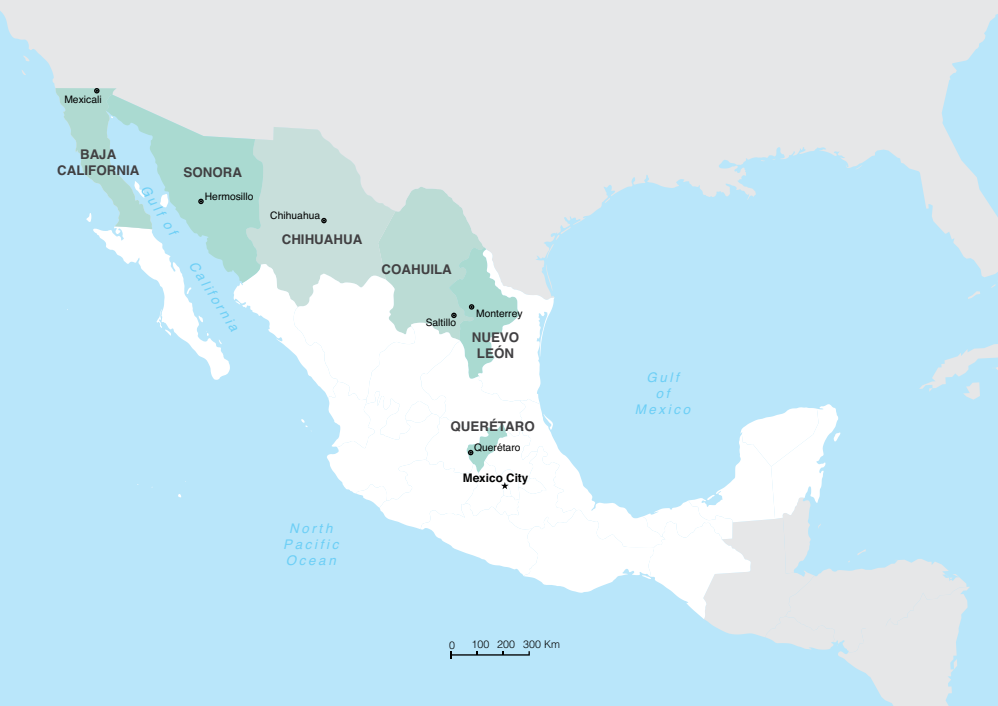 Mexicali
BAJA
CALIFORNIA
SONORA
Hermosillo
Gulf of
California
Chihuahua
CHIHUAHUA
COAHUILA
Monterrey
Saltillo
NUEVO
LEÓN
Gulf
of
Mexico
QUERÉTARO
Querétaro
Mexico City
North
Pacific
Ocean
0 100 200 300 Km